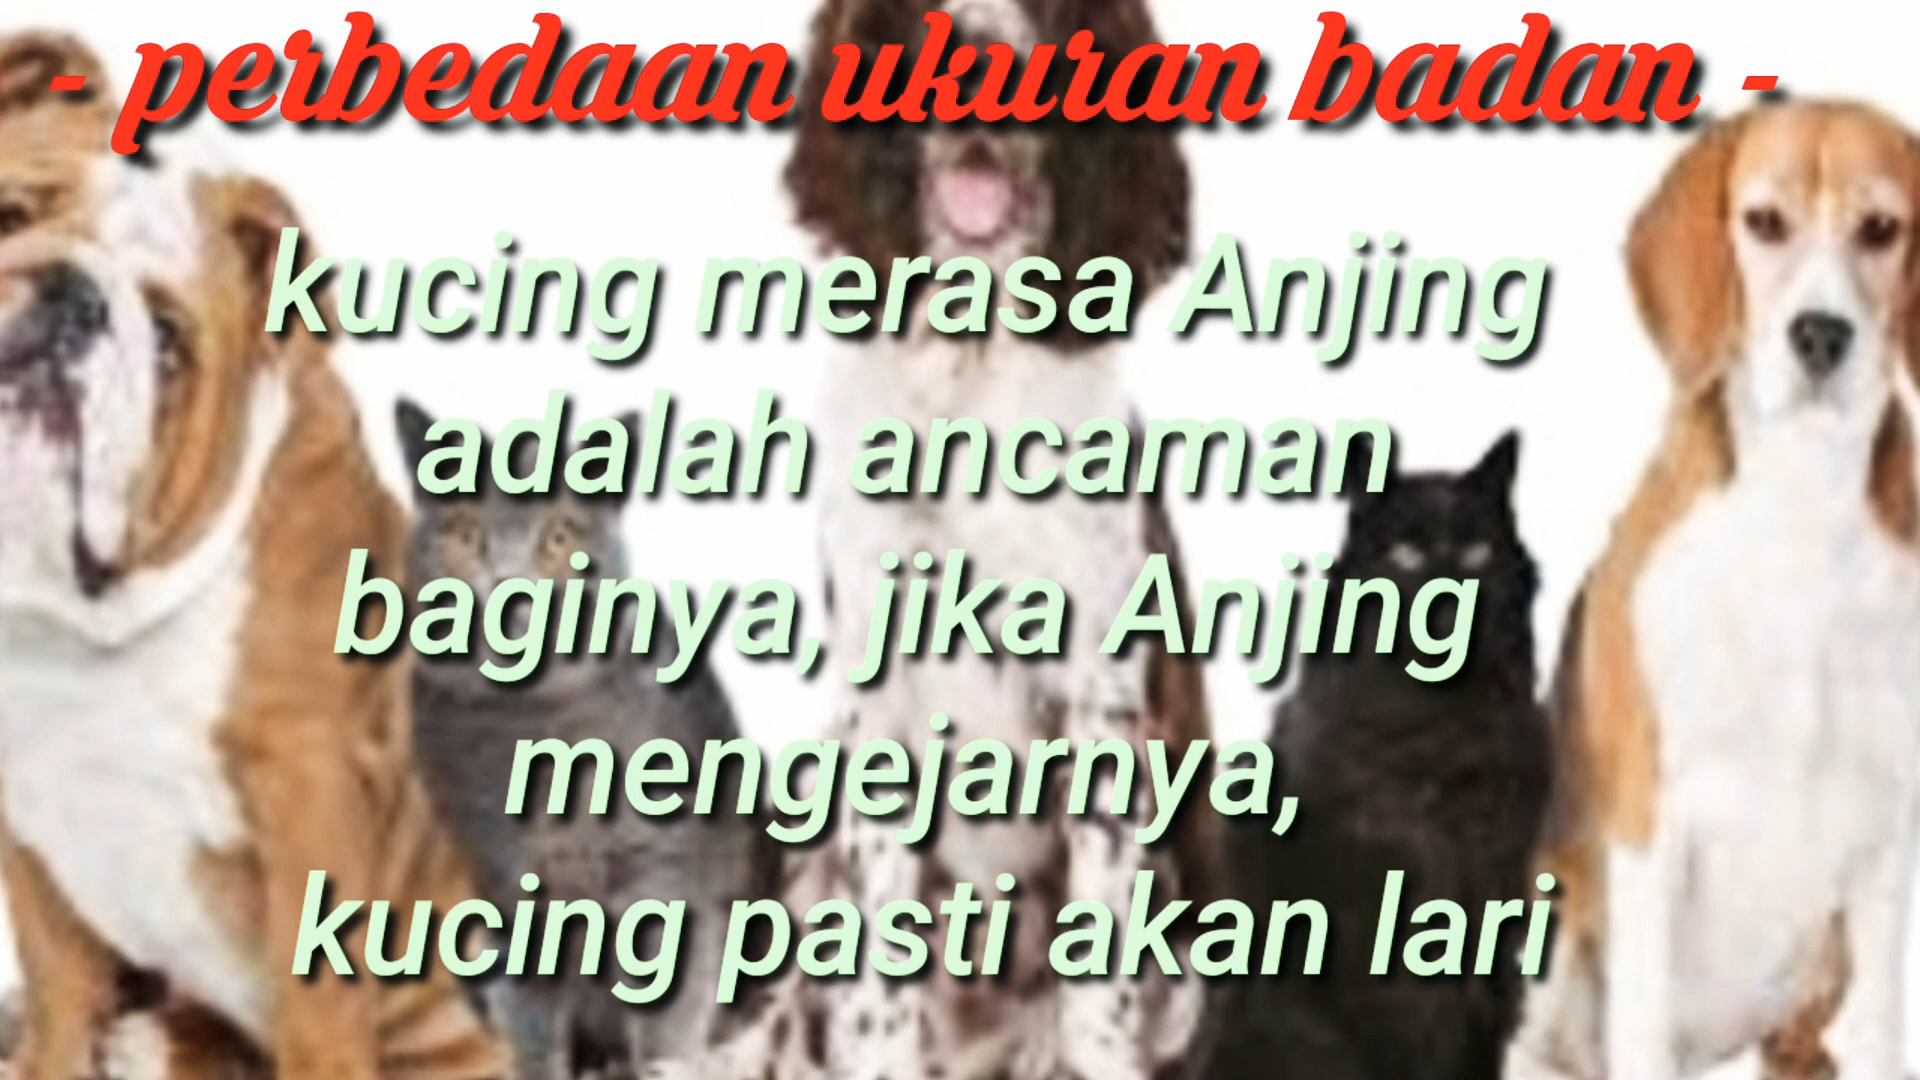 - perbedaan ukuran badan -
kucing merasa Anjing
adalah ancaman
baginya, jika Anjing
mengejarnya,
kucing pasti akan lari